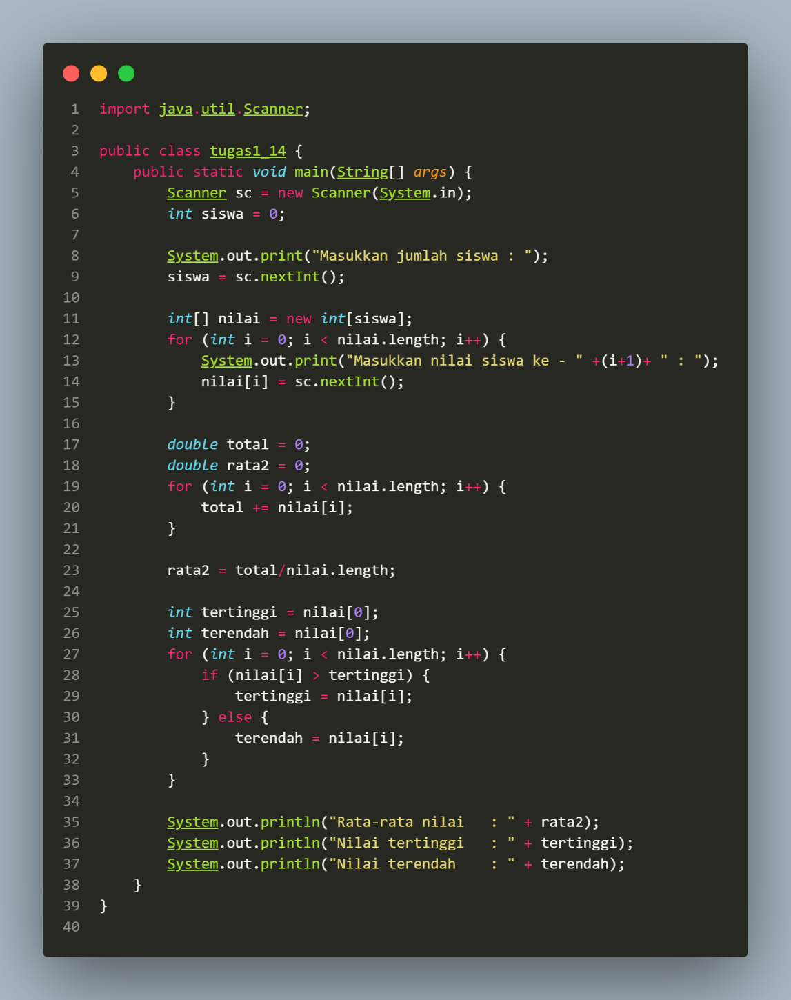 1 import java.util.Scanner;
2
3 public class tugas1_14 {
4     public static void main(String[] args) {
5         Scanner sc = new Scanner(System.in);
6         int siswa = 0;
7
8         System.out.print("Masukkan jumlah siswa : ");
9         siswa = sc.nextInt();
10
11         int[] nilai = new int[siswa];
12         for (int i = 0; i < nilai.length; i++) {
13             System.out.print("Masukkan nilai siswa ke - " +(i+1)+ " : ");
14             nilai[i] = sc.nextInt();
15         }
16
17         double total = 0;
18         double rata2 = 0;
19         for (int i = 0; i < nilai.length; i++) {
20             total += nilai[i];
21         }
22
23         rata2 = total/nilai.length;
24
25         int tertinggi = nilai[0];
26         int terendah = nilai[0];
27         for (int i = 0; i < nilai.length; i++) {
28             if (nilai[i] > tertinggi) {
29                 tertinggi = nilai[i];
30             } else {
31                 terendah = nilai[i];
32             }
33         }
34
35         System.out.println("Rata-rata nilai   : " + rata2);
36         System.out.println("Nilai tertinggi   : " + tertinggi);
37         System.out.println("Nilai terendah    : " + terendah);
38     }
39 }
40